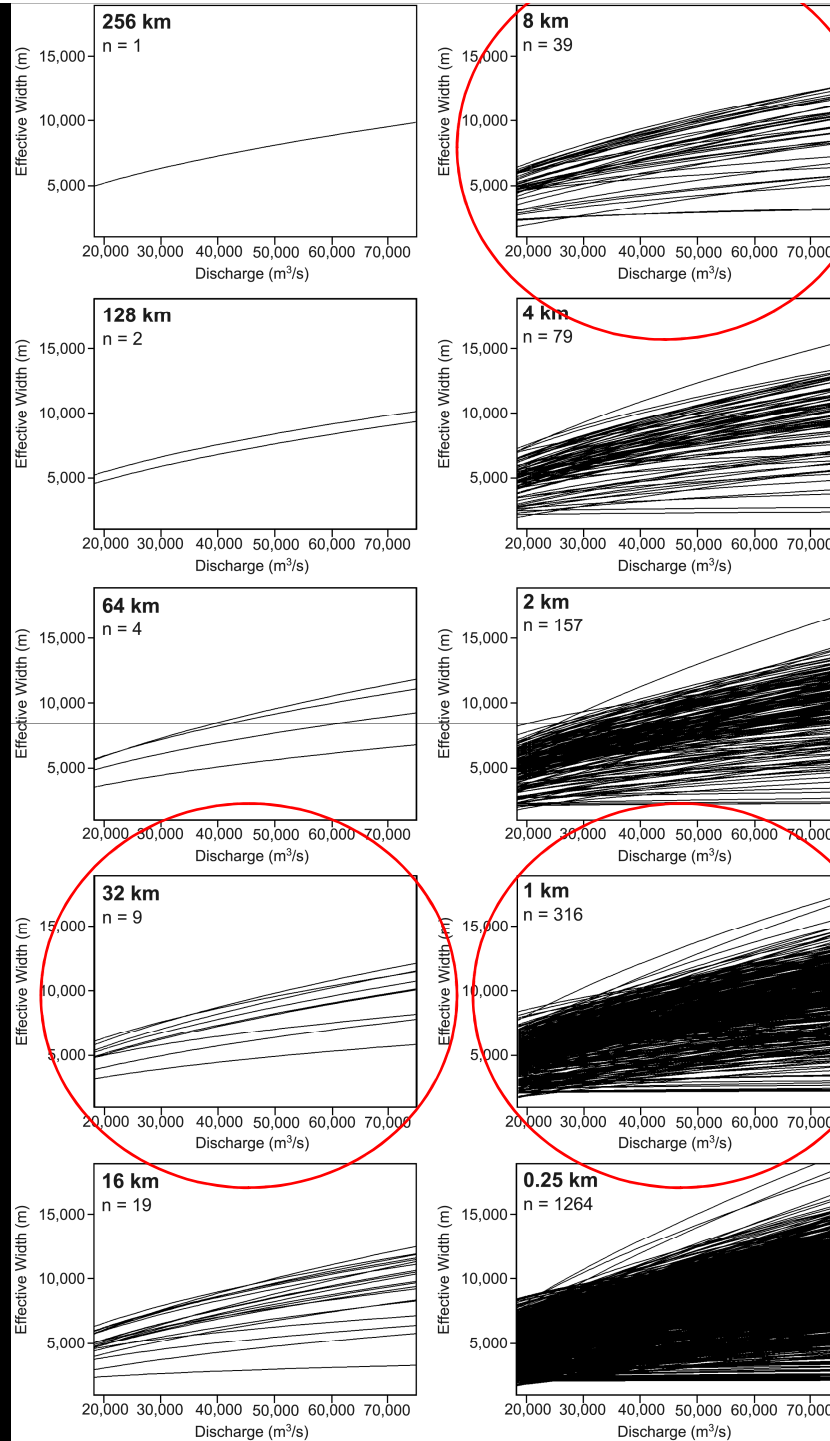 256 km
n = 1
15,000
10,000
5,000
Effective Width (m)
20,000 30,000 40,000 50,000 60,000 70,000
Discharge (m³/s)
128 km
n = 2
15,000
10,000
5,000
Effective Width (m)
20,000 30,000 40,000 50,000 60,000 70,000
Discharge (m³/s)
64 km
n = 4
15,000
10,000
5,000
Effective Width (m)
20,000 30,000 40,000 50,000 60,000 70,000
Discharge (m³/s)
32 km
n = 9
15,000
10,000
5,000
Effective Width (m)
20,000 30,000 40,000 50,000 60,000 70,000
Discharge (m³/s)
16 km
n = 19
15,000
10,000
5,000
Effective Width (m)
20,000 30,000 40,000 50,000 60,000 70,000
Discharge (m³/s)
8 km
n = 39
15,000
10,000
5,000
Effective Width (m)
20,000 30,000 40,000 50,000 60,000 70,000
Discharge (m³/s)
4 km
n = 79
15,000
10,000
5,000
Effective Width (m)
20,000 30,000 40,000 50,000 60,000 70,000
Discharge (m³/s)
2 km
n = 157
15,000
10,000
5,000
Effective Width (m)
20,000 30,000 40,000 50,000 60,000 70,000
Discharge (m³/s)
1 km
n = 316
15,000
10,000
5,000
Effective Width (m)
20,000 30,000 40,000 50,000 60,000 70,000
Discharge (m³/s)
0.25 km
n = 1264
15,000
10,000
5,000
Effective Width (m)
20,000 30,000 40,000 50,000 60,000 70,000
Discharge (m³/s)